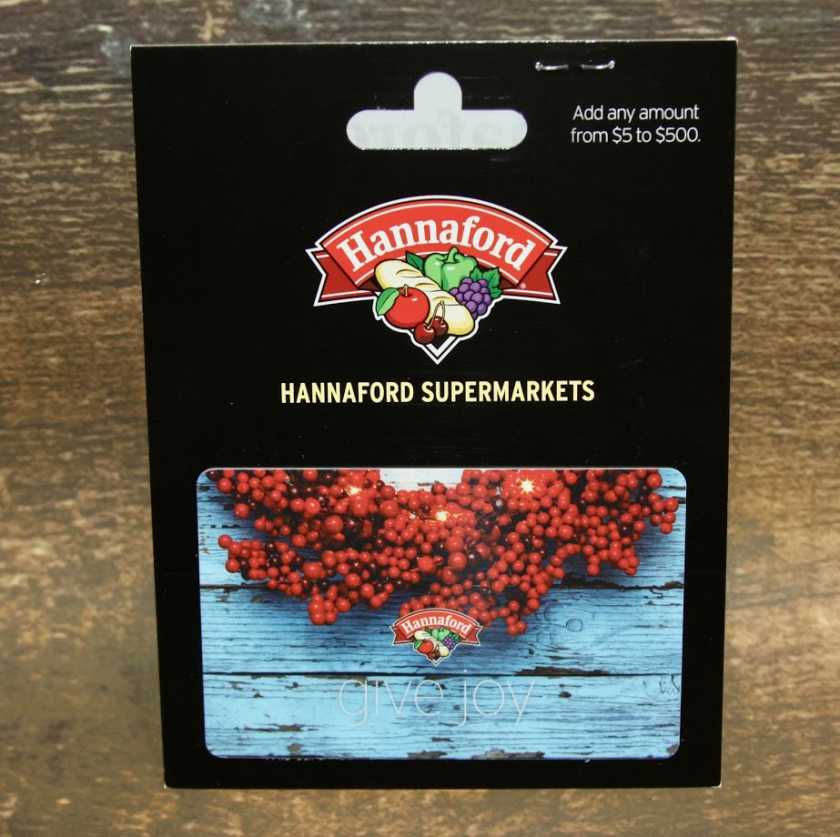 Add any amount
from $5 to $500.
Hannaford
HANNAFORD SUPERMARKETS
Hannaford
give joy